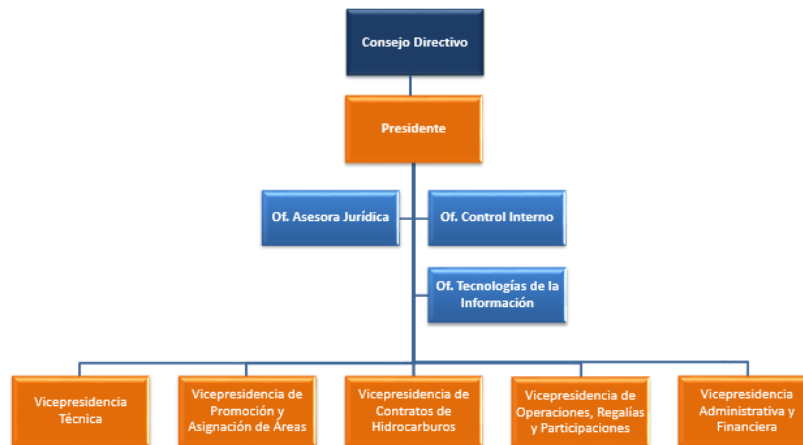 Consejo Directivo
Presidente
Of. Asesora Jurídica
Of. Control Interno
Of. Tecnologías de la
Información
Vicepresidencia
Técnica
Vicepresidencia de
Promoción y
Asignación de Áreas
Vicepresidencia de
Contratos de
Hidrocarburos
Vicepresidencia de
Operaciones, Regalías
y Participaciones
Vicepresidencia
Administrativa y
Financiera